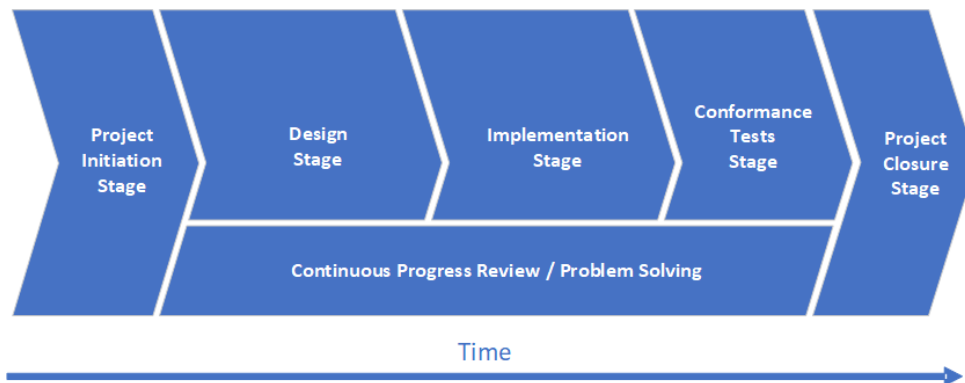 Project
Initiation
Stage
Design
Stage
Implementation
Stage
Conformance
Tests
Stage
Project
Closure
Stage
Continuous Progress Review / Problem Solving
Time